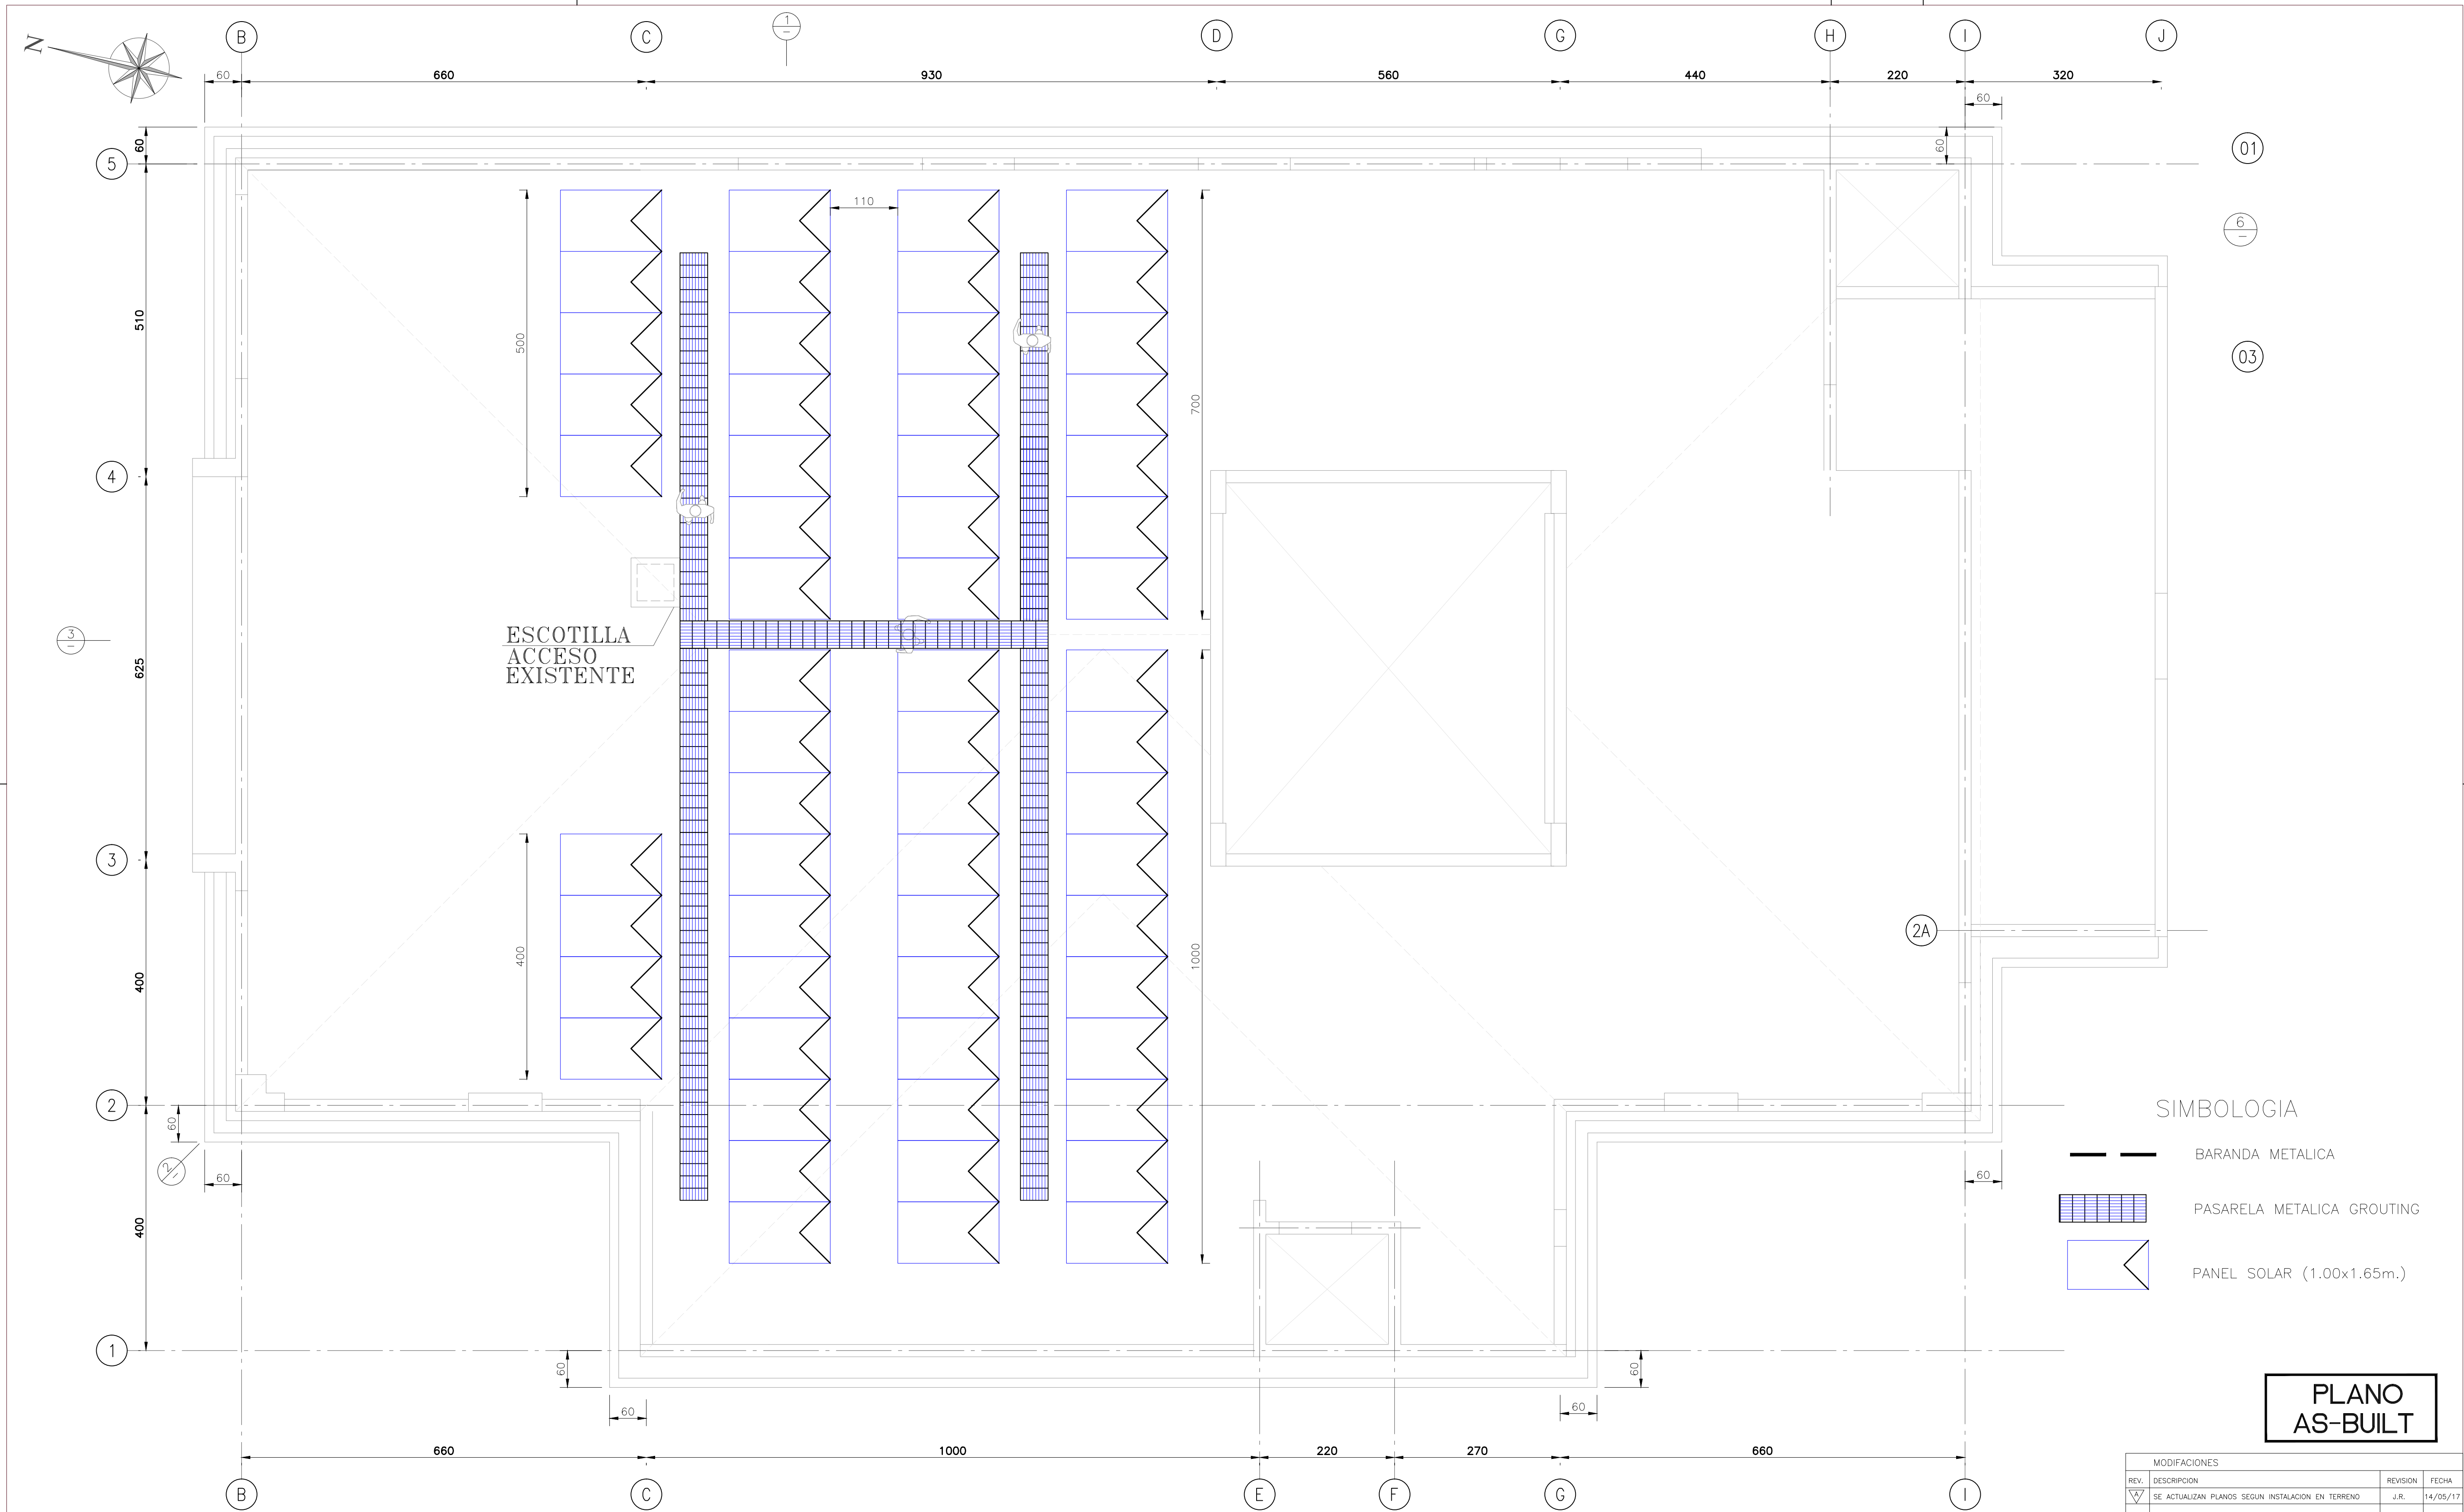 N
B
C
1
–
D
G
H
I
J
60
660
930
560
440
220
320
60
60
60
5
01
110
6
–
510
500
03
700
4
ESCOTILLA
ACCESO
EXISTENTE
3
–
625
3
2A
400
400
1000
2
60
SIMBOLOGIA
BARANDA METALICA
2
–
60
60
PASARELA METALICA GROUTING
400
PANEL SOLAR (1.00x1.65m.)
1
60
60
60
60
PLANO
AS-BUILT
660
1000
220
270
660
B
C
E
F
G
I
MODIFACIONES
REV. DESCRIPCION REVISION FECHA
A SE ACTUALIZAN PLANOS SEGUN INSTALACION EN TERRENO J.R. 14/05/17